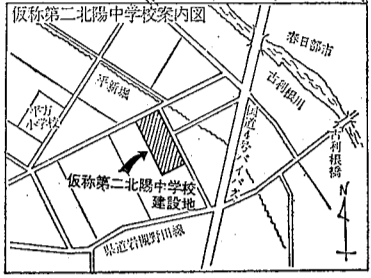 仮称第二北陽中学校案内図
春日部市
平新堀
古利根川
平方
小学校
国道4号バイパス
古利根橋
仮称第二北陽中学校
建設地
県道岩槻野田線
N